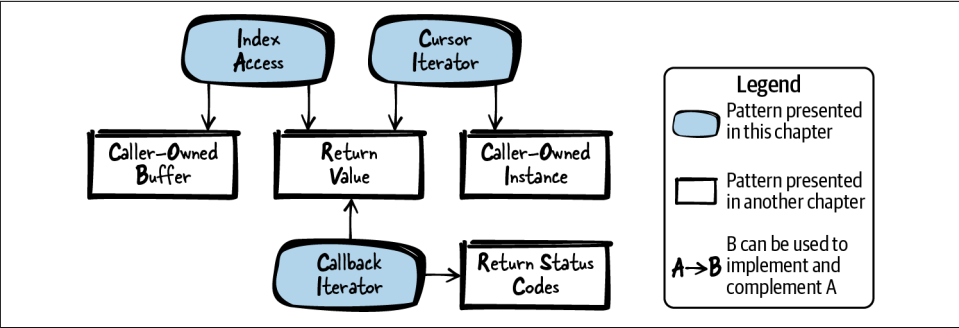 Index
Access
Cursor
Iterator
Caller–Owned
Buffer
Return
Value
Caller–Owned
Instance
Callback
Iterator
Return Status
Codes
Legend
Pattern presented
in this chapter
Pattern presented
in another chapter
A→B
B can be used to
implement and
complement A